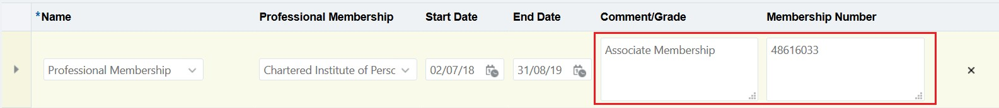 *Name Professional Membership Start Date End Date Comment/Grade Membership Number
Professional Membership Chartered Institute of Persc 02/07/18 31/08/19 Associate Membership 48616033